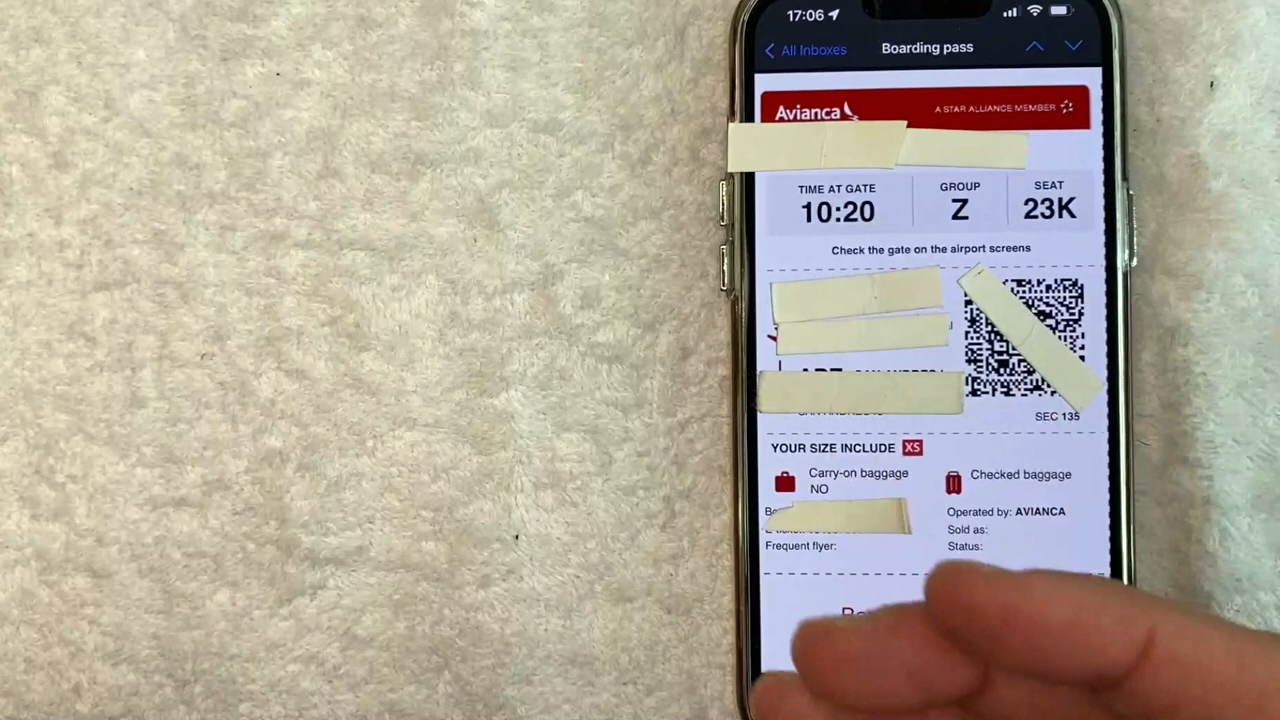 17:06
All Inboxes
Boarding pass
Avianca
A STAR ALLIANCE MEMBER
TIME AT GATE
GROUP
SEAT
10:20
Z
23K
Check the gate on the airport screens
SEC 135
YOUR SIZE INCLUDE XS
Carry-on baggage
NO
Checked baggage
Operated by: AVIANCA
Sold as:
Frequent flyer:
Status: